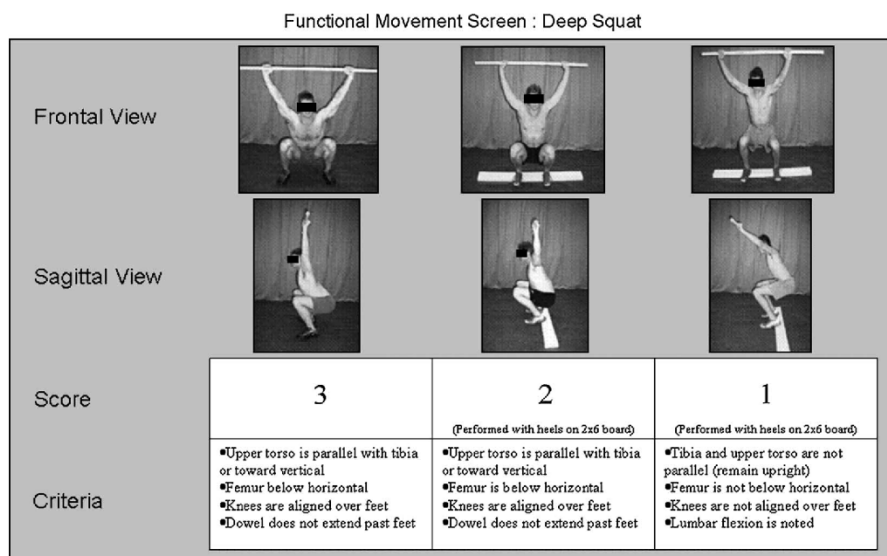 Functional Movement Screen : Deep Squat
Frontal View
Sagittal View
Score
3
2
(Performed with heels on 2x6 board)
1
(Performed with heels on 2x6 board)
Criteria
•Upper torso is parallel with tibia
or toward vertical
•Femur below horizontal
•Knees are aligned over feet
•Dowel does not extend past feet
•Upper torso is parallel with tibia
or toward vertical
•Femur is below horizontal
•Knees are aligned over feet
•Dowel does not extend past feet
•Tibia and upper torso are not
parallel (remain upright)
•Femur is not below horizontal
•Knees are not aligned over feet
•Lumbar flexion is noted